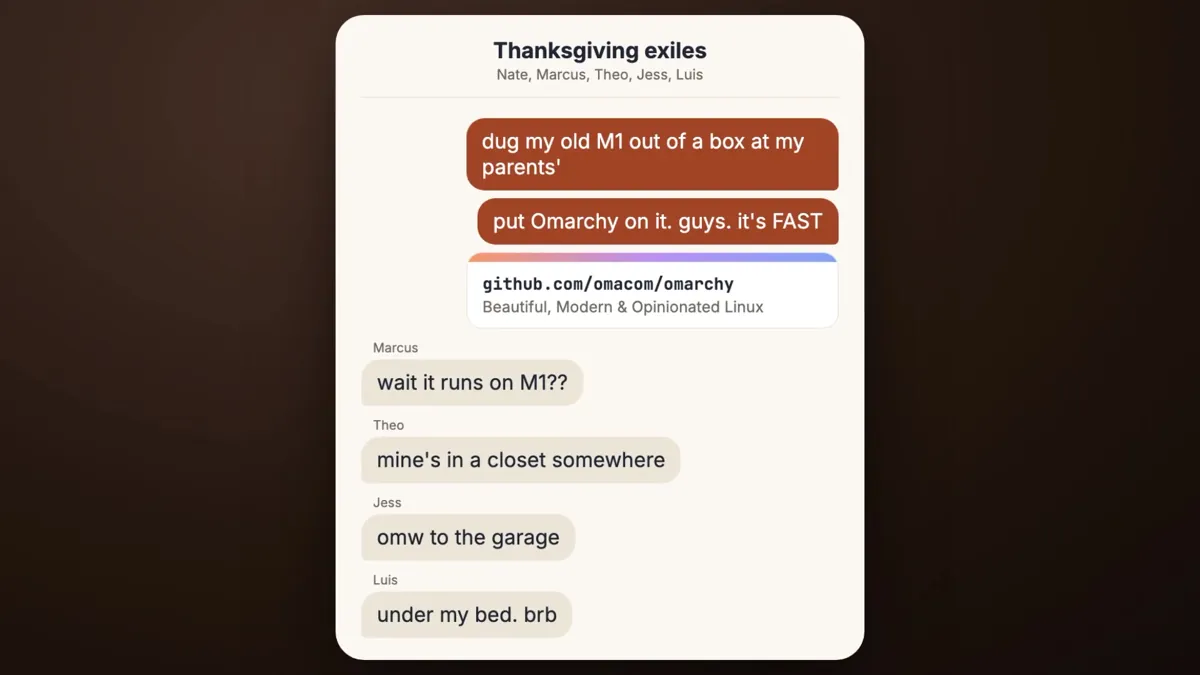 Thanksgiving exiles
Nate, Marcus, Theo, Jess, Luis
dug my old M1 out of a box at my
parents'
put Omarchy on it. guys. it's FAST
github.com/omacom/omarchy
Beautiful, Modern & Opinionated Linux
Marcus
wait it runs on M1??
Theo
mine's in a closet somewhere
Jess
omw to the garage
Luis
under my bed. brb